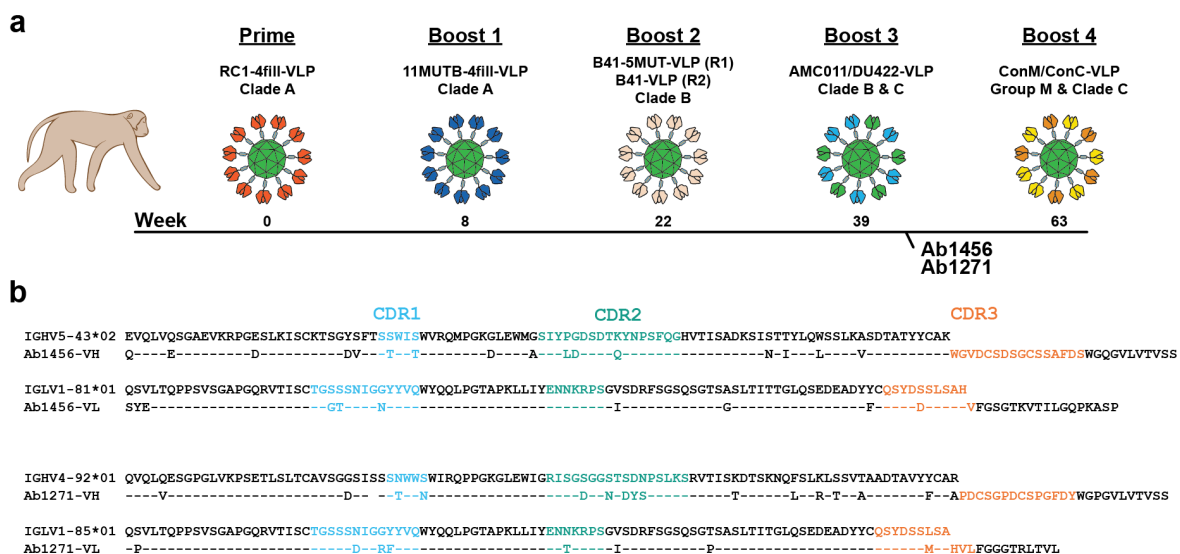 a
Prime
RC1-4fill-VLP
Clade A
Boost 1
11MUTB-4fill-VLP
Clade A
Boost 2
B41-5MUT-VLP (R1)
B41-VLP (R2)
Clade B
Boost 3
AMC011/DU422-VLP
Clade B & C
Boost 4
ConM/ConC-VLP
Group M & Clade C
Week 0 8 22 39 63
Ab1456
Ab1271
b
CDR1 CDR2 CDR3
IGHV5-43*02 EVQLVQSGAEVKRPGESLKISCKTSGYSFTSSWISWVRQMPGKGLEWMGSIYPGDSDTKYNPSFQGHVTISADKSISTTYLQWSSLKASDTATYYCAK
Ab1456-VH Q----E---------D----------DV---T--T--------D----A---LD----Q-----------------N-I---L----V----------WGVDCSDSGCSSAFDSWGQGVLVTVSS
IGLV1-81*01 QSVLTQPPSVSGAPGQRVTISCTGSSSNIGGYYVQWYQQLPGTAPKLLIYENNKRPSGVSDRFSGSQSGTSASLTITTGLQSEDEADYYCQSYDSSLSAH
Ab1456-VL SYE---------------------GT----N---------------------------I------------G----------------F-----D-----VFGSGTKVTILGQPKASP
IGHV4-92*01 QVQLQESGPGLVKPSETLSLTCAVSGGSISSSNWWSWIRQPPGKGLEWIGRISGSGGSTSDNPSLKSRVTISKDTSKNQFSLKLSSVTAADTAVYYCAR
Ab1271-VH ----V---------------------D-----T--N------------------D--N-DYS----------T------L--R-T--A-------F--APDCSGPDCSPGFDYWGPGVLVTVSS
IGLV1-85*01 QSVLTQPPSVSGAPGQRVTISCTGSSSNIGGYYVQWYQQLPGTAPKLLIYENNKRPSGVSDRFSGSQSGTSASLTITGLQSEDEADYYCQSYDSSLSA
Ab1271-VL -P-------------------------D--RF--------------------T-----I----------P-------------------------M--HVLFGGGTRLTVL